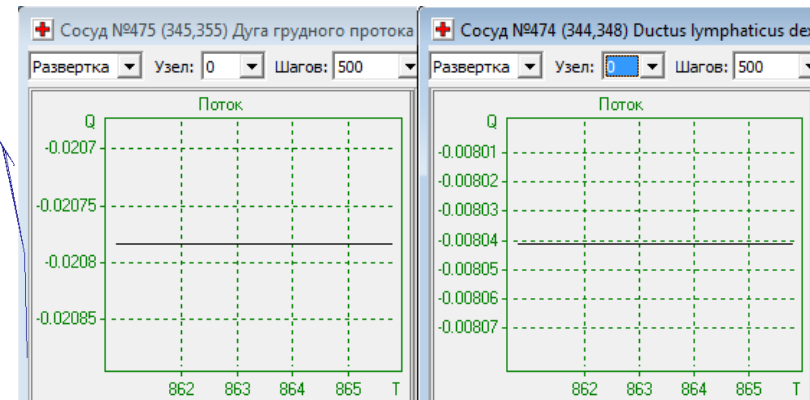 Сосуд №475 (345,355) Дуга грудного протока
Развертка Узел: 0 Шагов: 500
Поток
Q
-0.0207
-0.02075
-0.0208
-0.02085
862 863 864 865 T
Сосуд №474 (344,348) Ductus lymphaticus dex
Развертка Узел: 0 Шагов: 500
Поток
Q
-0.00801
-0.00802
-0.00803
-0.00804
-0.00805
-0.00806
-0.00807
862 863 864 865 T